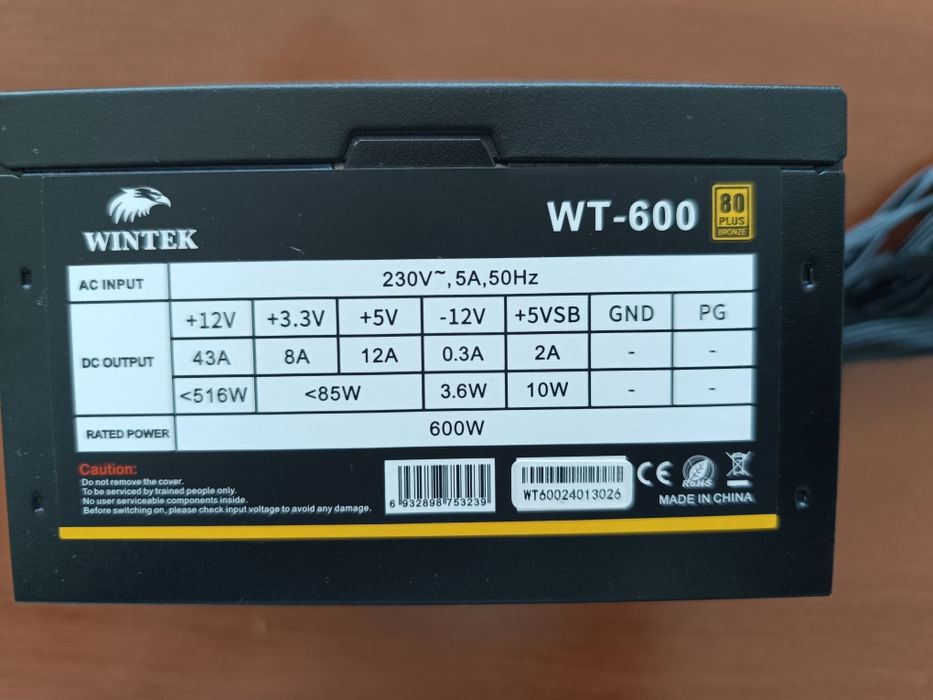 WINTEK
WT-600
80
PLUS
BRONZE
AC INPUT 230V~, 5A,50Hz
DC OUTPUT
+12V +3.3V +5V -12V +5VSB GND PG
43A 8A 12A 0.3A 2A - -
<516W <85W 3.6W 10W - -
RATED POWER 600W
Caution:
Do not remove the cover.
To be serviced by trained people only.
No user serviceable components inside.
Before switching on, please check input voltage to avoid any damage.
6 932898 753239
WT60024013026
CE
RoHS
MADE IN CHINA